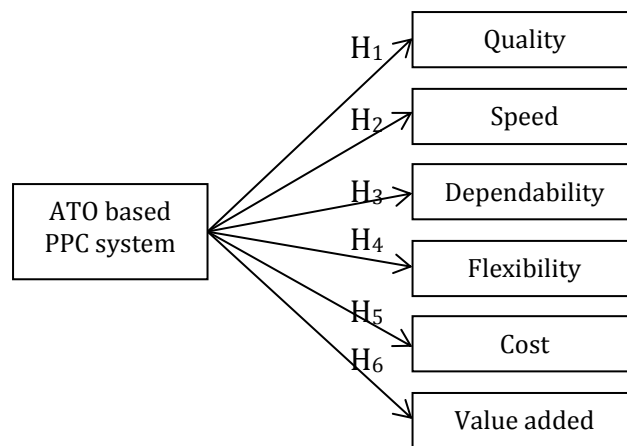 H₁
Quality
H₂
Speed
ATO based
PPC system
H₃
Dependability
H₄
Flexibility
H₅
Cost
H₆
Value added